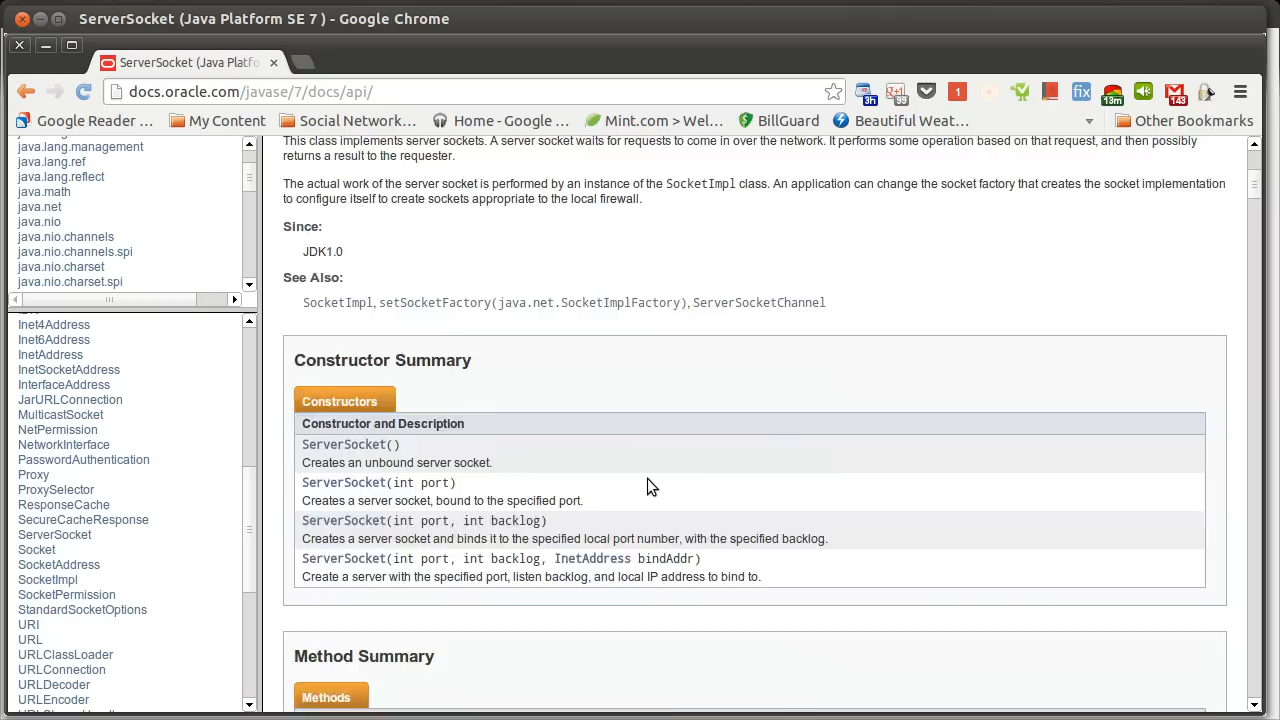 ServerSocket (Java Platform SE 7 ) - Google Chrome
ServerSocket (Java Platfo
docs.oracle.com/javase/7/docs/api/
3h
99
1
fix
13m
143
Google Reader ...
My Content
Social Network...
Home - Google ...
Mint.com > Wel...
BillGuard
Beautiful Weat...
Other Bookmarks
java.lang.management
java.lang.ref
java.lang.reflect
java.math
java.net
java.nio
java.nio.channels
java.nio.channels.spi
java.nio.charset
java.nio.charset.spi
Inet4Address
Inet6Address
InetAddress
InetSocketAddress
InterfaceAddress
JarURLConnection
MulticastSocket
NetPermission
NetworkInterface
PasswordAuthentication
Proxy
ProxySelector
ResponseCache
SecureCacheResponse
ServerSocket
Socket
SocketAddress
SocketImpl
SocketPermission
StandardSocketOptions
URI
URL
URLClassLoader
URLConnection
URLDecoder
URLEncoder
This class implements server sockets. A server socket waits for requests to come in over the network. It performs some operation based on that request, and then possibly
returns a result to the requester.
The actual work of the server socket is performed by an instance of the SocketImpl class. An application can change the socket factory that creates the socket implementation
to configure itself to create sockets appropriate to the local firewall.
Since:
JDK1.0
See Also:
SocketImpl, setSocketFactory(java.net.SocketImplFactory), ServerSocketChannel
Constructor Summary
Constructors
Constructor and Description
ServerSocket()
Creates an unbound server socket.
ServerSocket(int port)
Creates a server socket, bound to the specified port.
ServerSocket(int port, int backlog)
Creates a server socket and binds it to the specified local port number, with the specified backlog.
ServerSocket(int port, int backlog, InetAddress bindAddr)
Create a server with the specified port, listen backlog, and local IP address to bind to.
Method Summary
Methods